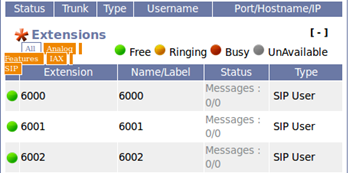 Status Trunk Type Username Port/Hostname/IP
Extensions [ - ]
All Analog Features IAX SIP
Free Ringing Busy UnAvailable
Extension Name/Label Status Type
6000 6000 Messages : 0/0 SIP User
6001 6001 Messages : 0/0 SIP User
6002 6002 Messages : 0/0 SIP User